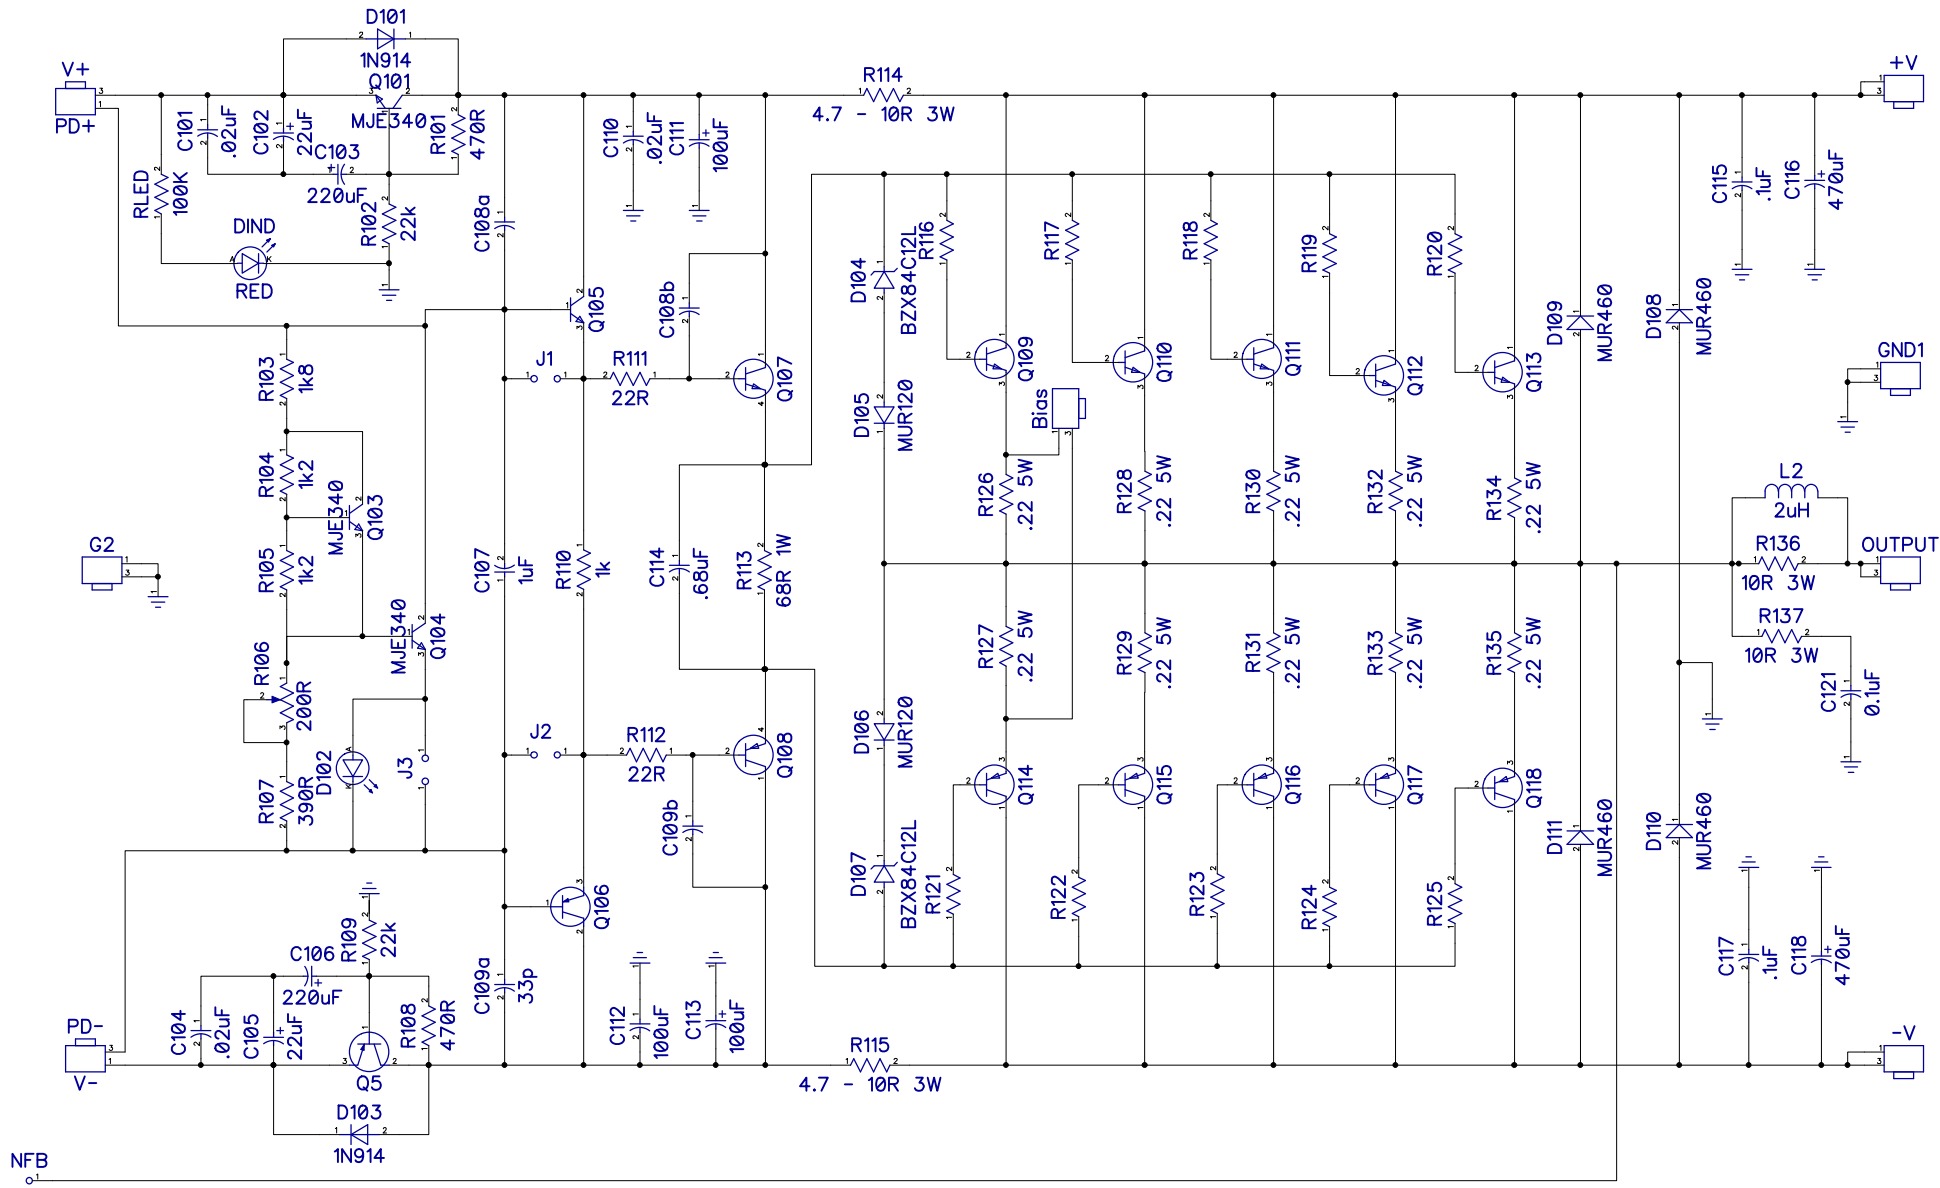 D101
1N914
V+
PD+
Q101
MJE340
C101
.02uF
C102
22uF
C103
220uF
R101
470R
RLED
100K
R102
22k
DIND
RED
C108a
C110
.02uF
C111
100uF
R114
4.7 - 10R 3W
+V
C115
.1uF
C116
470uF
R116
R117
R118
R119
R120
D104
BZX84C12L
Q105
C108b
J1
R111
22R
Q107
R103
1k8
R104
1k2
MJE340
Q103
R105
1k2
G2
D105
MUR120
Q109
Bias
Q110
Q111
Q112
Q113
D109
MUR460
D108
MUR460
GND1
R126
.22 5W
R128
.22 5W
R130
.22 5W
R132
.22 5W
R134
.22 5W
L2
2uH
R136
10R 3W
OUTPUT
R137
10R 3W
C121
0.1uF
C107
1uF
R110
1k
C114
.68uF
R113
68R 1W
MJE340
Q104
R106
200R
R107
390R
D102
J3
J2
R112
22R
Q108
C109b
R127
.22 5W
R129
.22 5W
R131
.22 5W
R133
.22 5W
R135
.22 5W
D106
MUR120
Q114
Q115
Q116
Q117
Q118
D107
BZX84C12L
R121
R122
R123
R124
R125
D111
MUR460
D110
MUR460
Q106
C109a
33p
R109
22k
C106
220uF
C104
.02uF
C105
22uF
R108
470R
C112
100uF
C113
100uF
C117
.1uF
C118
470uF
PD-
V-
Q5
R115
4.7 - 10R 3W
-V
D103
1N914
NFB